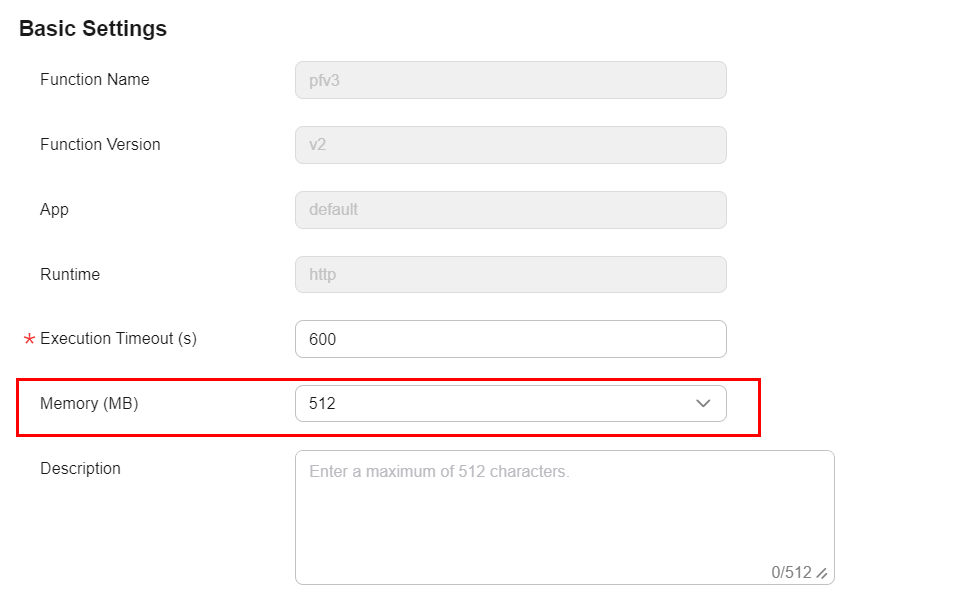 Basic Settings
Function Name
pfv3
Function Version
v2
App
default
Runtime
http
* Execution Timeout (s)
600
Memory (MB)
512
Description
Enter a maximum of 512 characters.
0/512